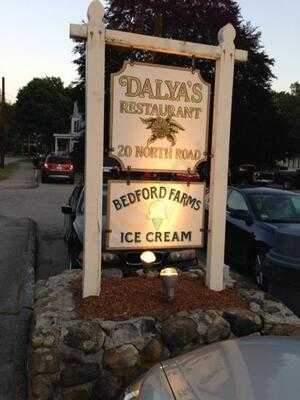 DALYA'S
RESTAURANT
20 NORTH ROAD
BEDFORD FARMS
ICE CREAM